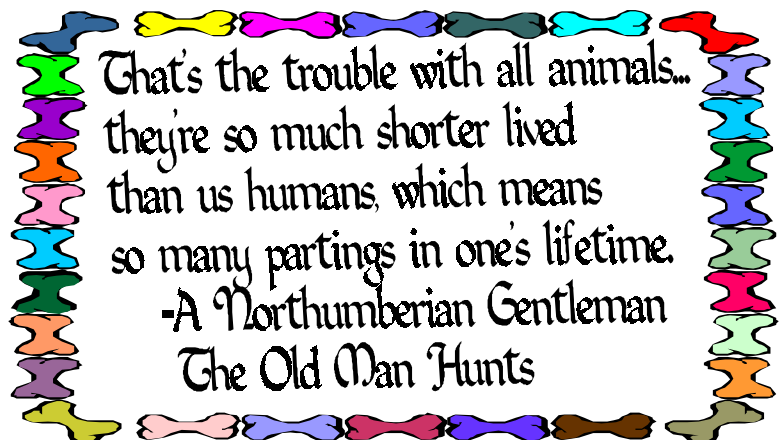 That's the trouble with all animals...
they're so much shorter lived
than us humans, which means
so many partings in one's lifetime.
-A Northumberian Gentleman
The Old Man Hunts